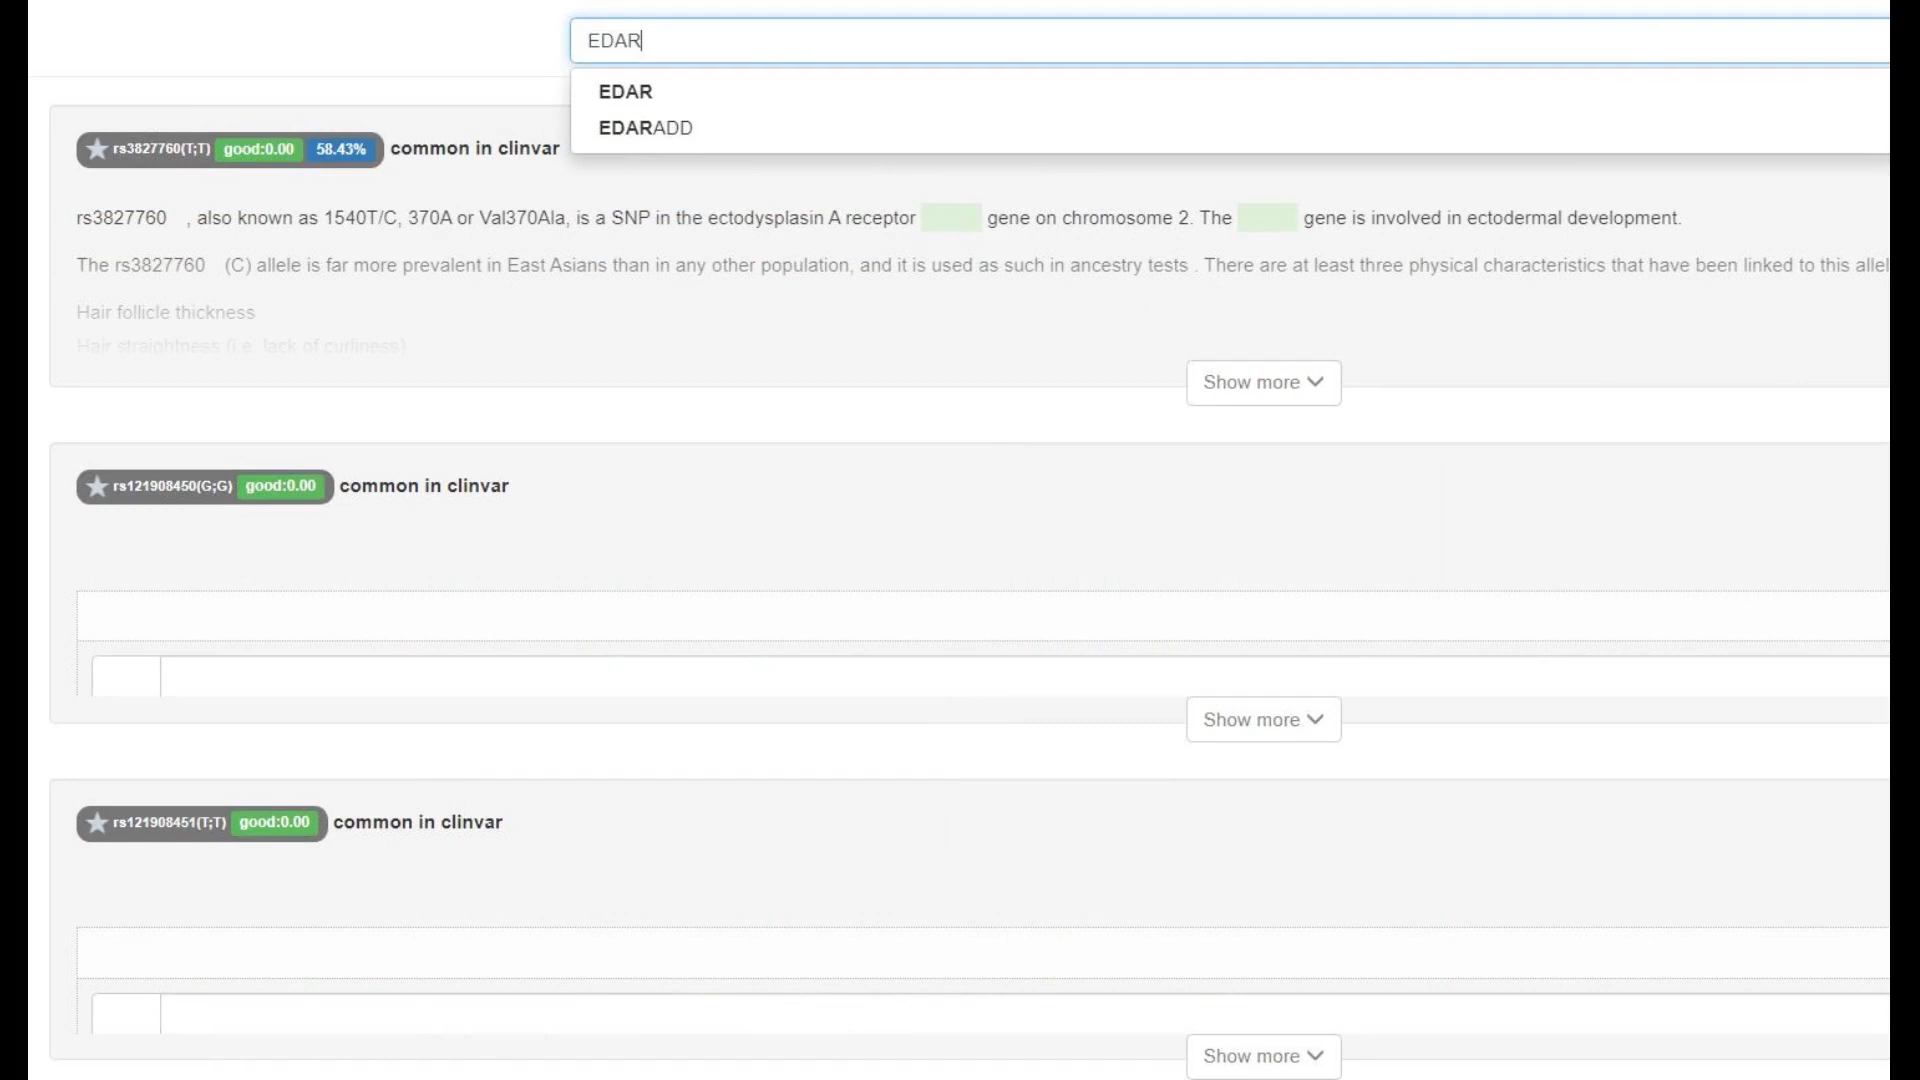 EDAR
EDAR
EDARADD
rs3827760(T;T) good:0.00 58.43% common in clinvar
rs3827760 , also known as 1540T/C, 370A or Val370Ala, is a SNP in the ectodysplasin A receptor gene on chromosome 2. The gene is involved in ectodermal development.
The rs3827760 (C) allele is far more prevalent in East Asians than in any other population, and it is used as such in ancestry tests . There are at least three physical characteristics that have been linked to this allel
Hair follicle thickness
Hair straightness (i.e. lack of curliness)
Show more
rs121908450(G;G) good:0.00 common in clinvar
Show more
rs121908451(T;T) good:0.00 common in clinvar
Show more